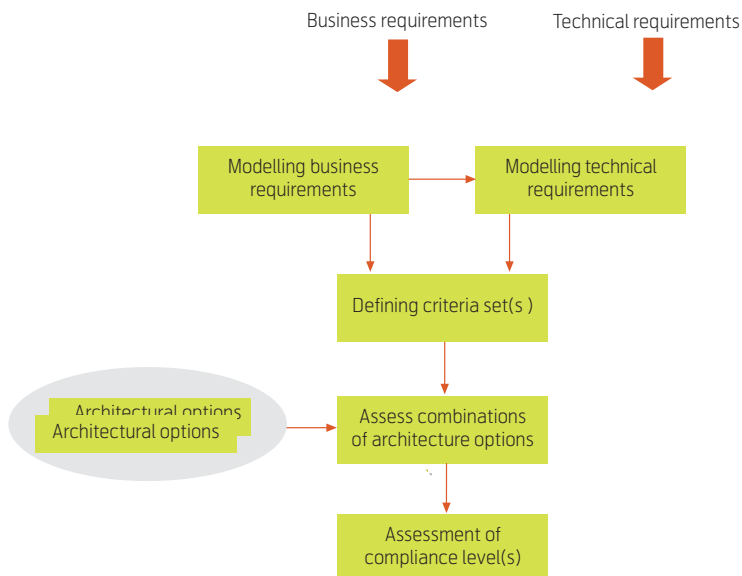 Business requirements
Technical requirements
Modelling business
requirements
Modelling technical
requirements
Defining criteria set(s )
Architectural options
Architectural options
Assess combinations
of architecture options
Assessment of
compliance level(s)